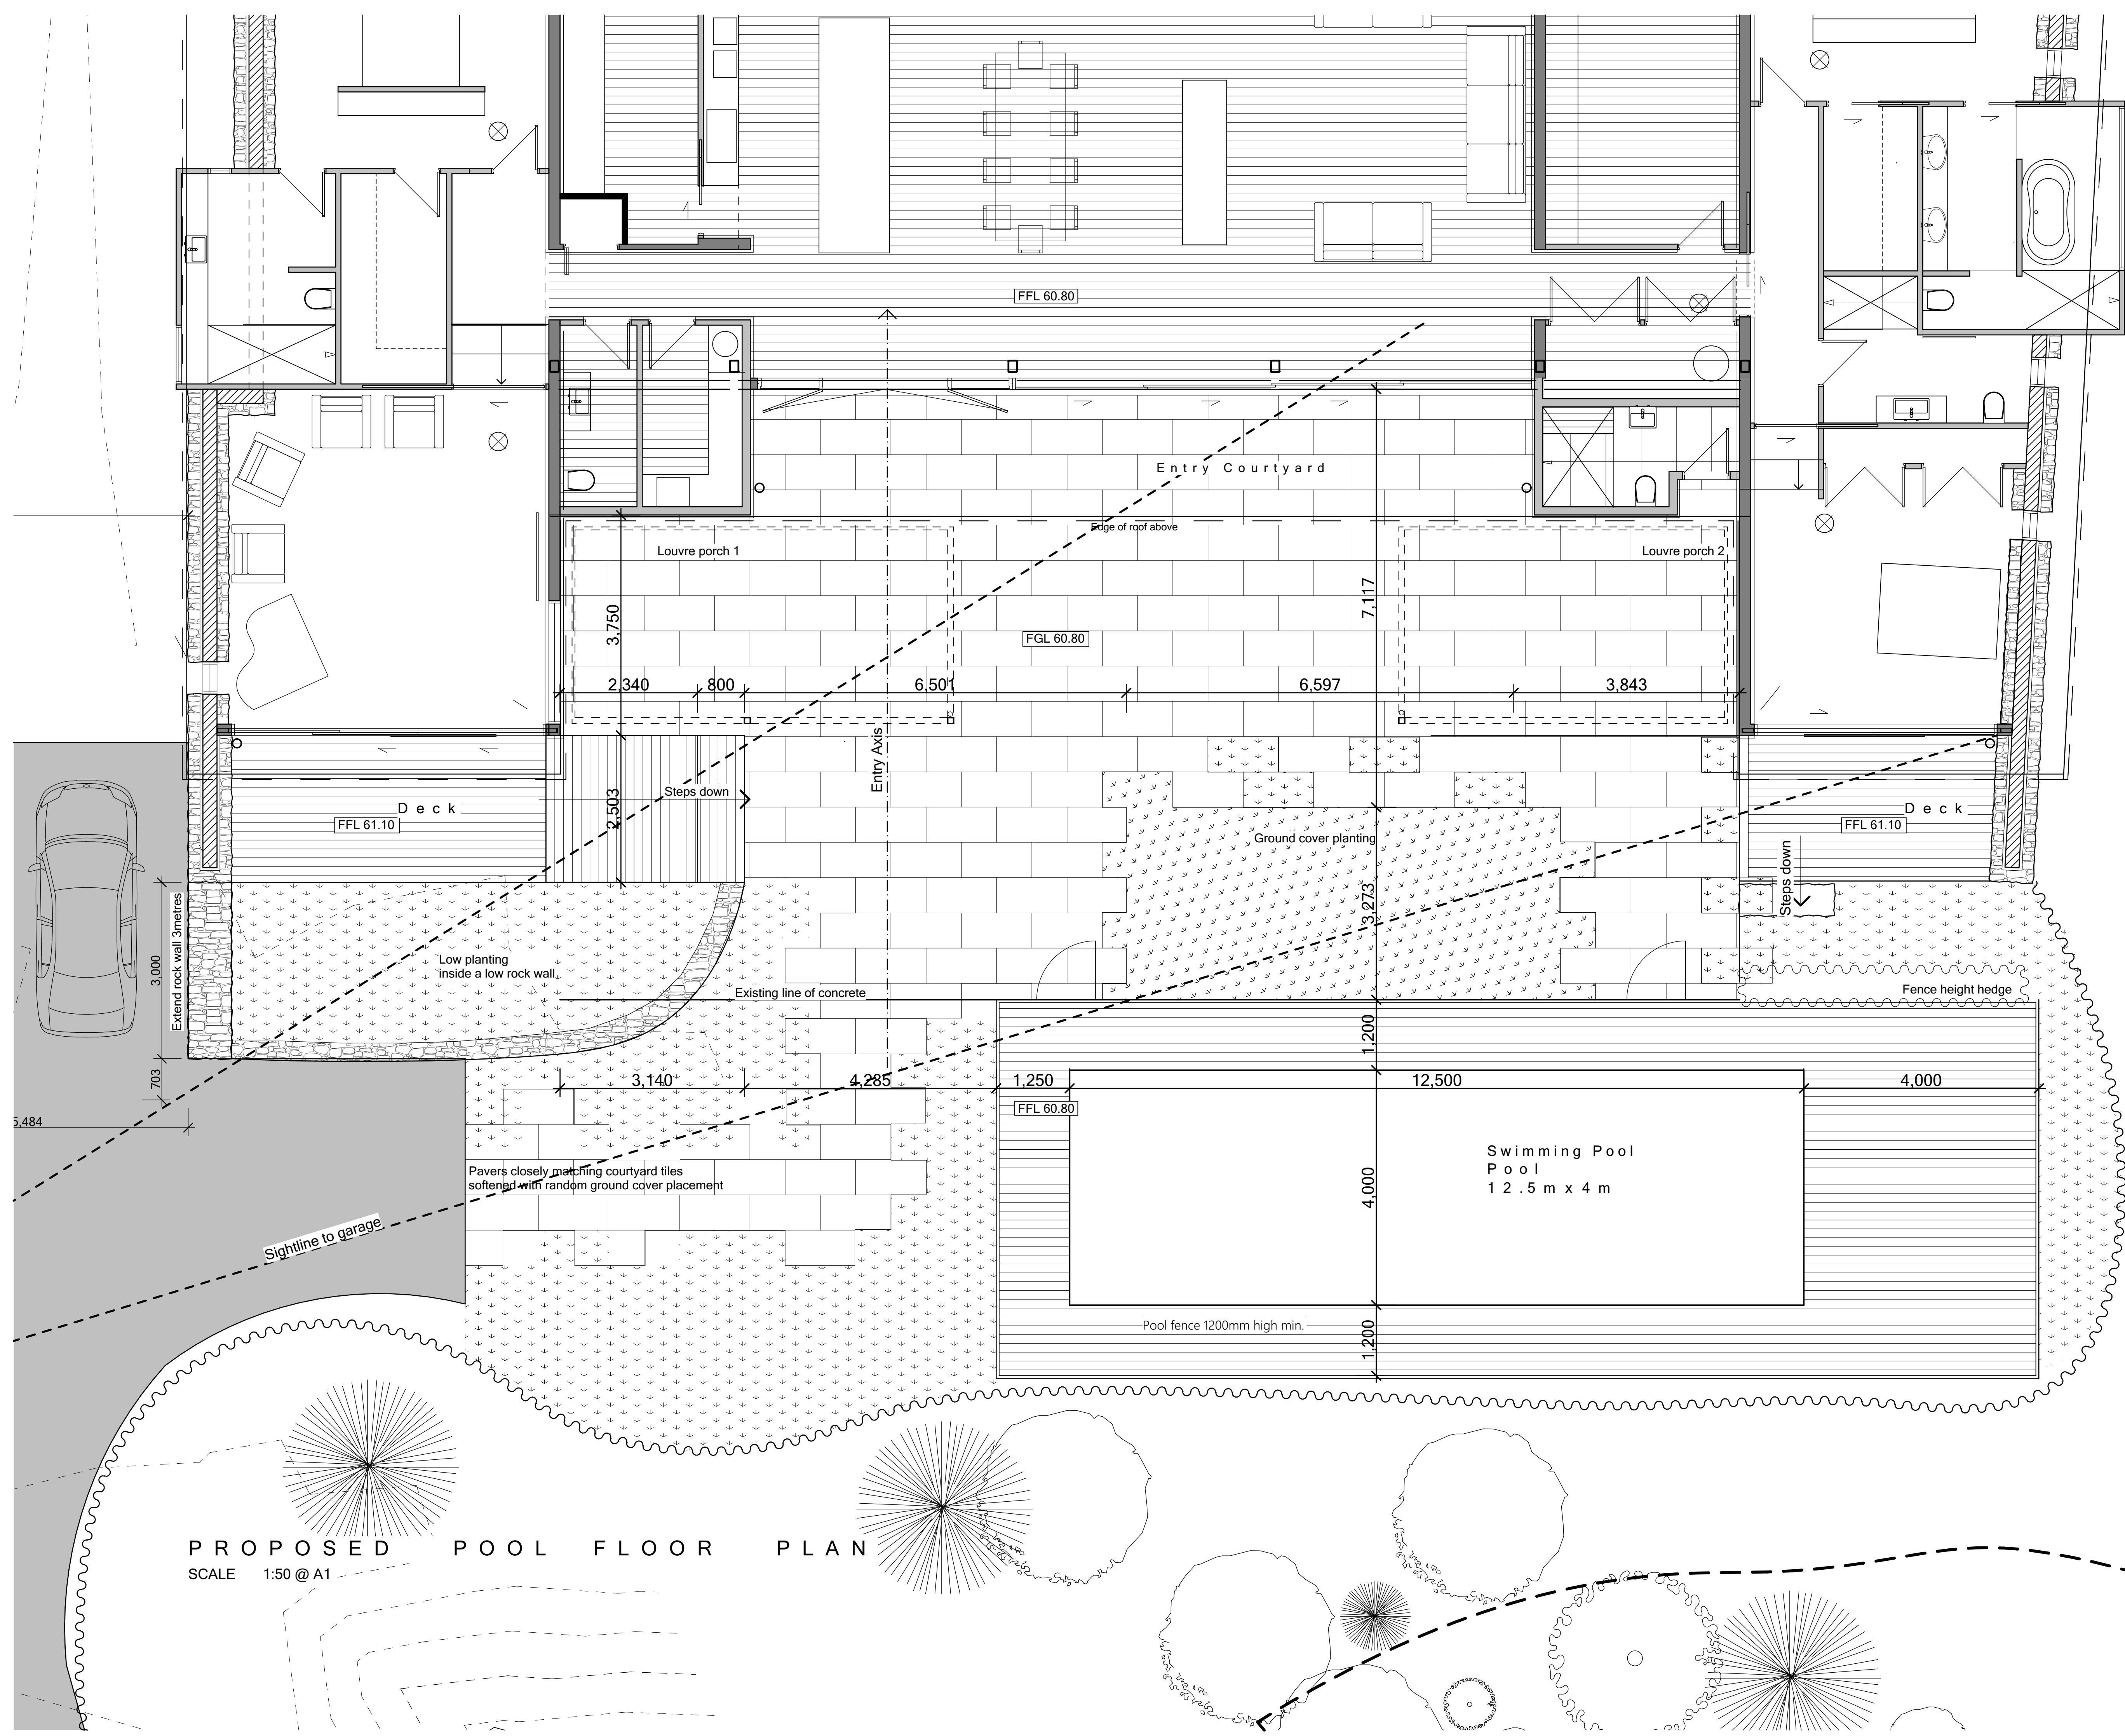 FFL 60.80
Entry Courtyard
Edge of roof above
Louvre porch 1
Louvre porch 2
3,750
7,117
FGL 60.80
2,340
800
6,501
6,597
3,843
Entry Axis
Steps down
2,503
Deck
FFL 61.10
Deck
FFL 61.10
Ground cover planting
Steps down
3,273
Extend rock wall 3metres
3,000
Low planting
inside a low rock wall
Existing line of concrete
Fence height hedge
1,200
703
3,140
4,285
1,250
12,500
4,000
FFL 60.80
5,484
Swimming Pool
Pool
12.5m x 4m
4,000
Pavers closely matching courtyard tiles
softened with random ground cover placement
Sightline to garage
Pool fence 1200mm high min.
1,200
PROPOSED POOL FLOOR PLAN
SCALE 1:50 @ A1